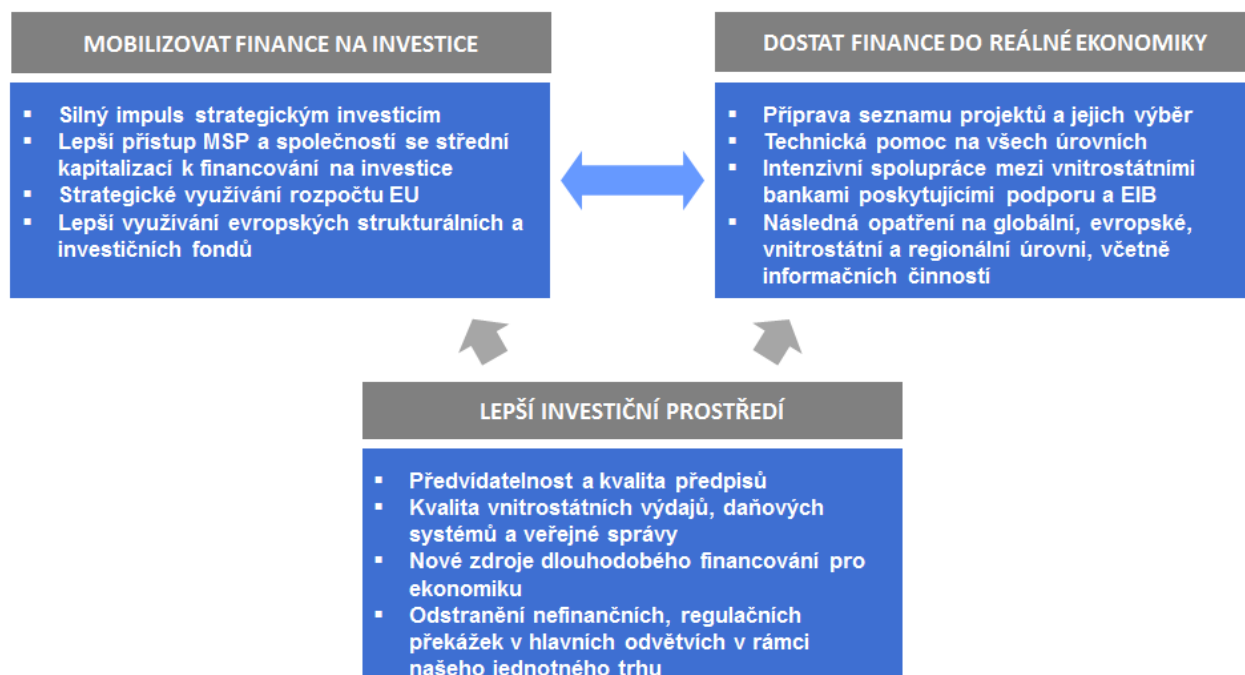 MOBILIZOVAT FINANCE NA INVESTICE
▪ Silný impuls strategickým investicím
▪ Lepší přístup MSP a společností se střední
kapitalizací k financování na investice
▪ Strategické využívání rozpočtu EU
▪ Lepší využívání evropských strukturálních a
investičních fondů
DOSTAT FINANCE DO REÁLNÉ EKONOMIKY
▪ Příprava seznamu projektů a jejich výběr
▪ Technická pomoc na všech úrovních
▪ Intenzivní spolupráce mezi vnitrostátními
bankami poskytujícími podporu a EIB
▪ Následná opatření na globální, evropské,
vnitrostátní a regionální úrovni, včetně
informačních činností
LEPŠÍ INVESTIČNÍ PROSTŘEDÍ
▪ Předvídatelnost a kvalita předpisů
▪ Kvalita vnitrostátních výdajů, daňových
systémů a veřejné správy
▪ Nové zdroje dlouhodobého financování pro
ekonomiku
▪ Odstranění nefinančních, regulačních
překážek v hlavních odvětvích v rámci
našeho jednotného trhu